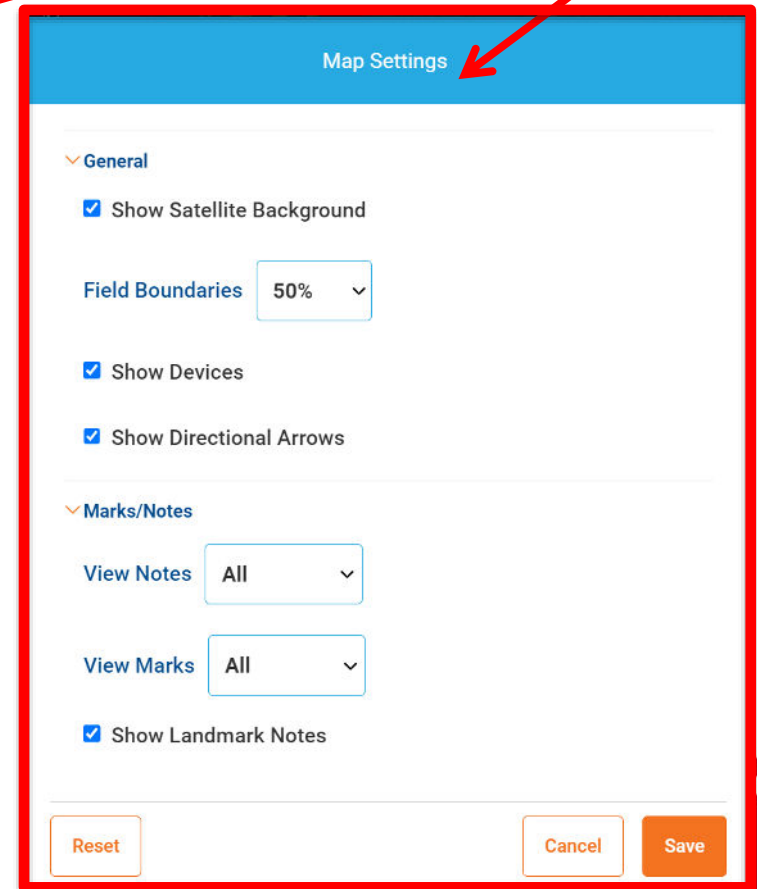 Map Settings
General
Show Satellite Background
Field Boundaries 50%
Show Devices
Show Directional Arrows
Marks/Notes
View Notes All
View Marks All
Show Landmark Notes
Reset Cancel Save